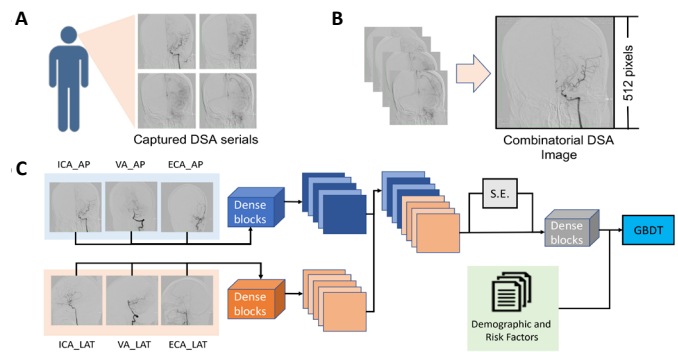 A
Captured DSA serials
B
512 pixels
Combinatorial DSA
Image
C
ICA_AP
VA_AP
ECA_AP
Dense
blocks
S.E.
Dense
blocks
GBDT
Dense
blocks
ICA_LAT
VA_LAT
ECA_LAT
Demographic and
Risk Factors